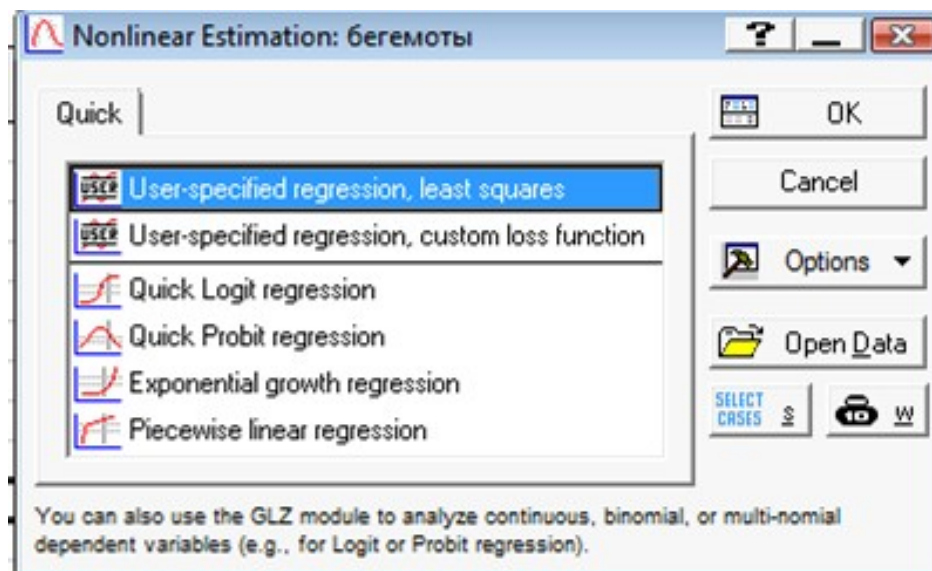 Nonlinear Estimation: бегемоты
?
Quick
OK
USER User-specified regression, least squares
Cancel
USER User-specified regression, custom loss function
Options
Quick Logit regression
Quick Probit regression
Open Data
Exponential growth regression
SELECT CASES S
W
Piecewise linear regression
You can also use the GLZ module to analyze continuous, binomial, or multi-nomial
dependent variables (e.g., for Logit or Probit regression).